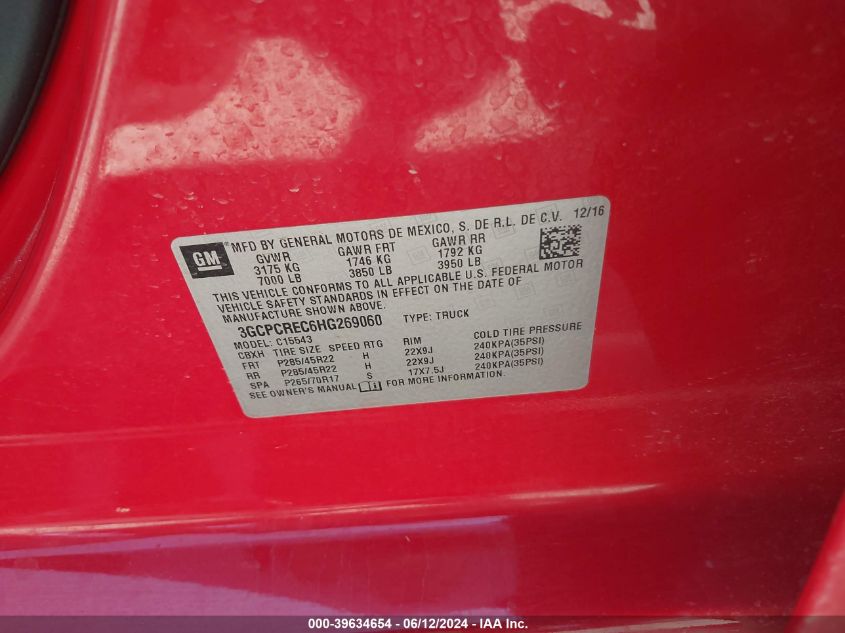 GM MFD BY GENERAL MOTORS DE MEXICO, S. DE R.L. DE C.V. 12/16
GVWR GAWR FRT GAWR RR
3175 KG 1746 KG 1792 KG
7000 LB 3850 LB 3950 LB
THIS VEHICLE CONFORMS TO ALL APPLICABLE U.S. FEDERAL MOTOR
VEHICLE SAFETY STANDARDS IN EFFECT ON THE DATE OF
MANUFACTURE SHOWN ABOVE.
3GCPCREC6HG269060 TYPE: TRUCK
MODEL: C15543
CBXH TIRE SIZE SPEED RTG RIM COLD TIRE PRESSURE
FRT P285/45R22 H 22X9J 240KPA(35PSI)
RR P285/45R22 H 22X9J 240KPA(35PSI)
SPA P265/70R17 S 17X7.5J 240KPA(35PSI)
SEE OWNER'S MANUAL FOR MORE INFORMATION.
000-39634654 - 06/12/2024 - IAA Inc.